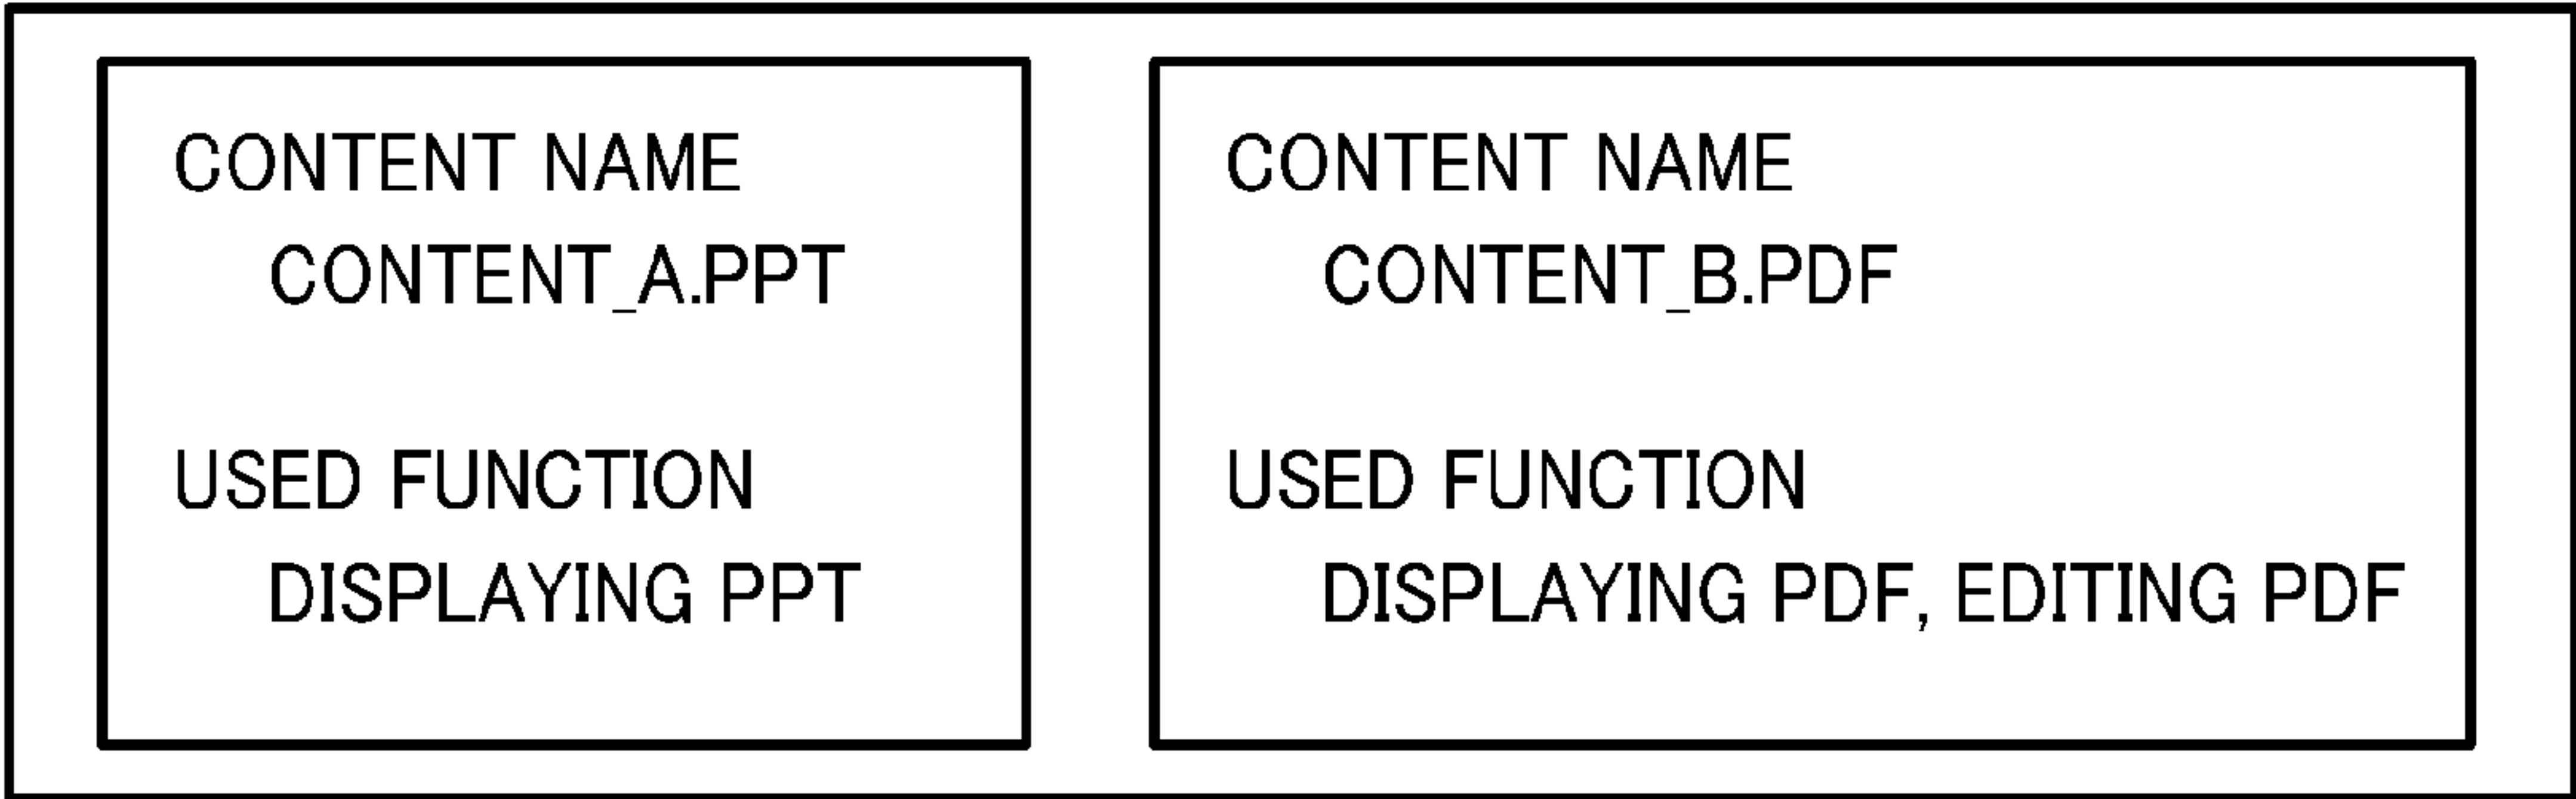 CONTENT NAME
CONTENT_A.PPT
USED FUNCTION
DISPLAYING PPT
CONTENT NAME
CONTENT_B.PDF
USED FUNCTION
DISPLAYING PDF, EDITING PDF